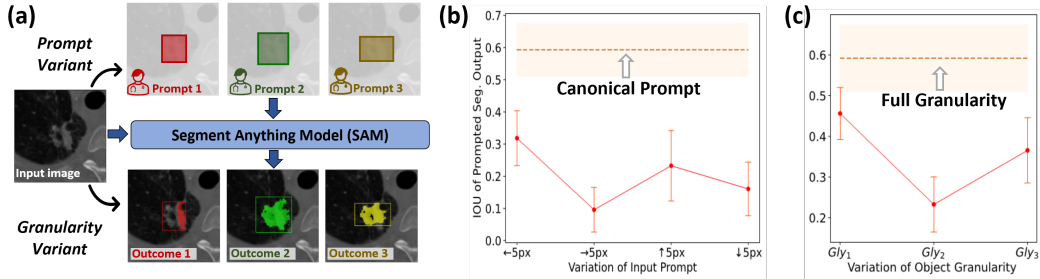 (a)
Prompt
Variant
Prompt 1
Prompt 2
Prompt 3
Segment Anything Model (SAM)
Input image
Granularity
Variant
Outcome 1
Outcome 2
Outcome 3
(b)
IOU of Prompted Seg. Output
0.7
0.6
0.5
0.4
0.3
0.2
0.1
0.0
Canonical Prompt
←5px
→5px
↑5px
↓5px
Variation of Input Prompt
(c)
0.6
0.5
0.4
0.3
0.2
Full Granularity
Gly₁
Gly₂
Gly₃
Variation of Object Granularity